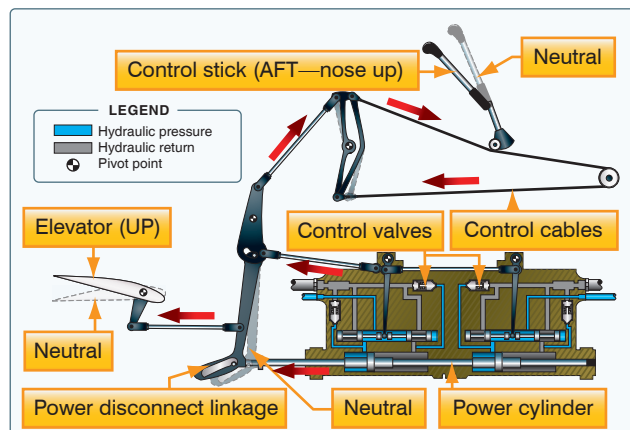 Control stick (AFT—nose up)
Neutral
LEGEND
Hydraulic pressure
Hydraulic return
Pivot point
Elevator (UP)
Control valves
Control cables
Neutral
Power disconnect linkage
Neutral
Power cylinder